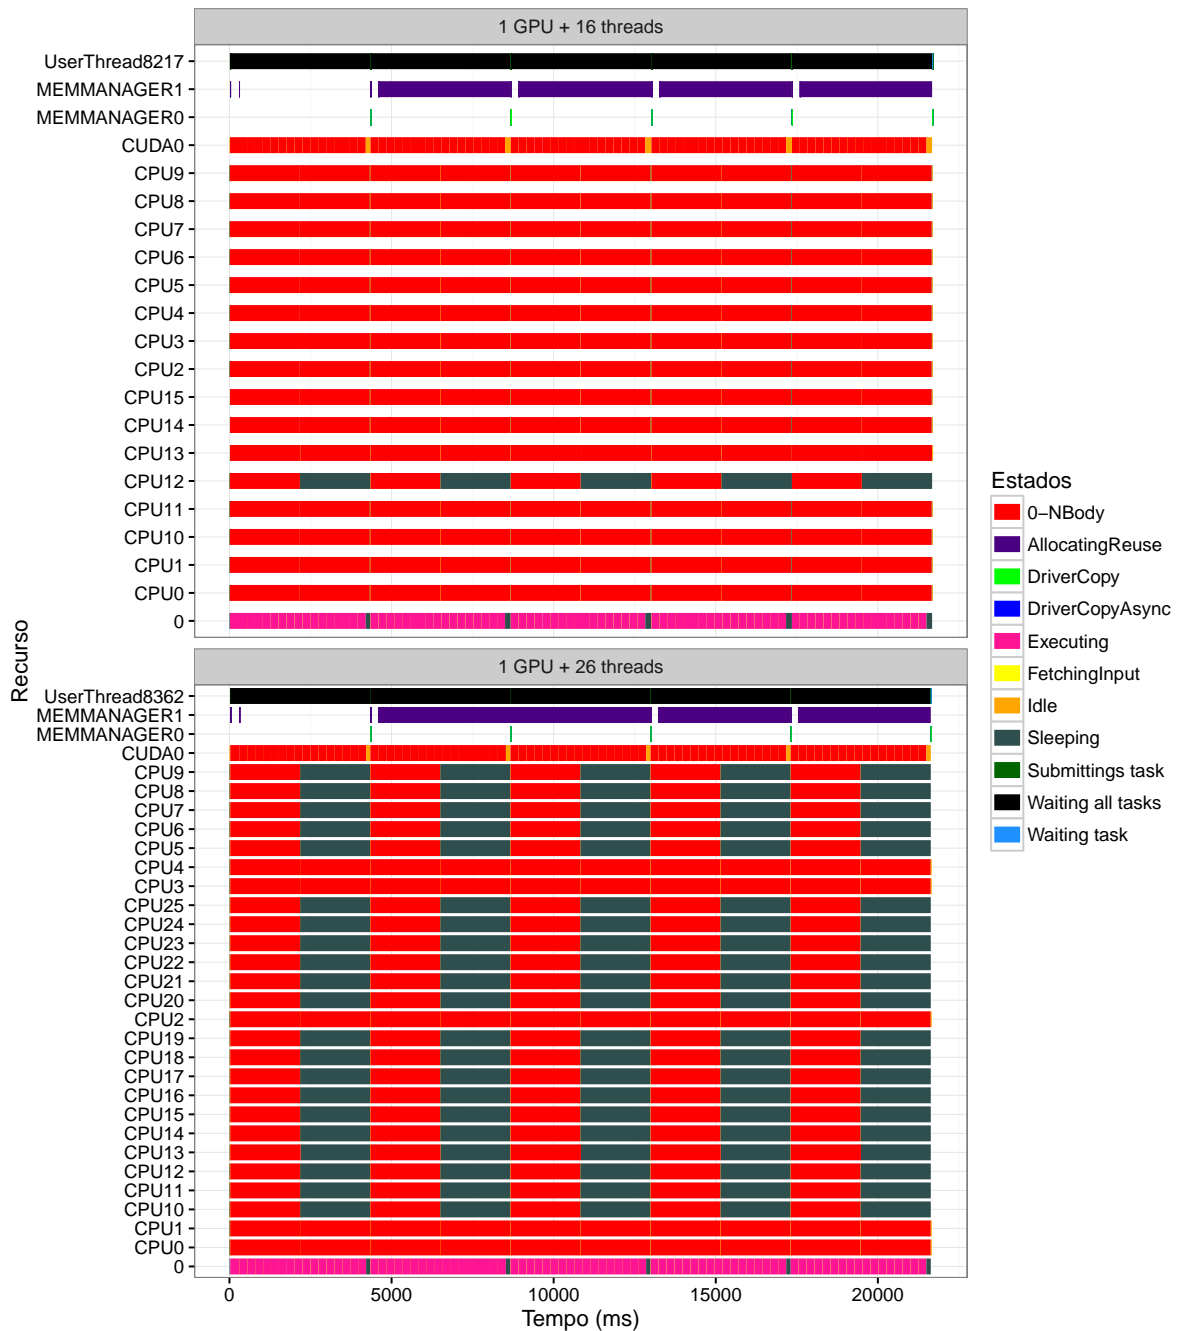 1 GPU + 16 threads
UserThread8217
MEMMANAGER1
MEMMANAGER0
CUDA0
CPU9
CPU8
CPU7
CPU6
CPU5
CPU4
CPU3
CPU2
CPU15
CPU14
CPU13
CPU12
CPU11
CPU10
CPU1
CPU0
0
Recurso
1 GPU + 26 threads
UserThread8362
MEMMANAGER1
MEMMANAGER0
CUDA0
CPU9
CPU8
CPU7
CPU6
CPU5
CPU4
CPU3
CPU25
CPU24
CPU23
CPU22
CPU21
CPU20
CPU2
CPU19
CPU18
CPU17
CPU16
CPU15
CPU14
CPU13
CPU12
CPU11
CPU10
CPU1
CPU0
0
0 5000 10000 15000 20000
Tempo (ms)
Estados
0−NBody
AllocatingReuse
DriverCopy
DriverCopyAsync
Executing
FetchingInput
Idle
Sleeping
Submittings task
Waiting all tasks
Waiting task